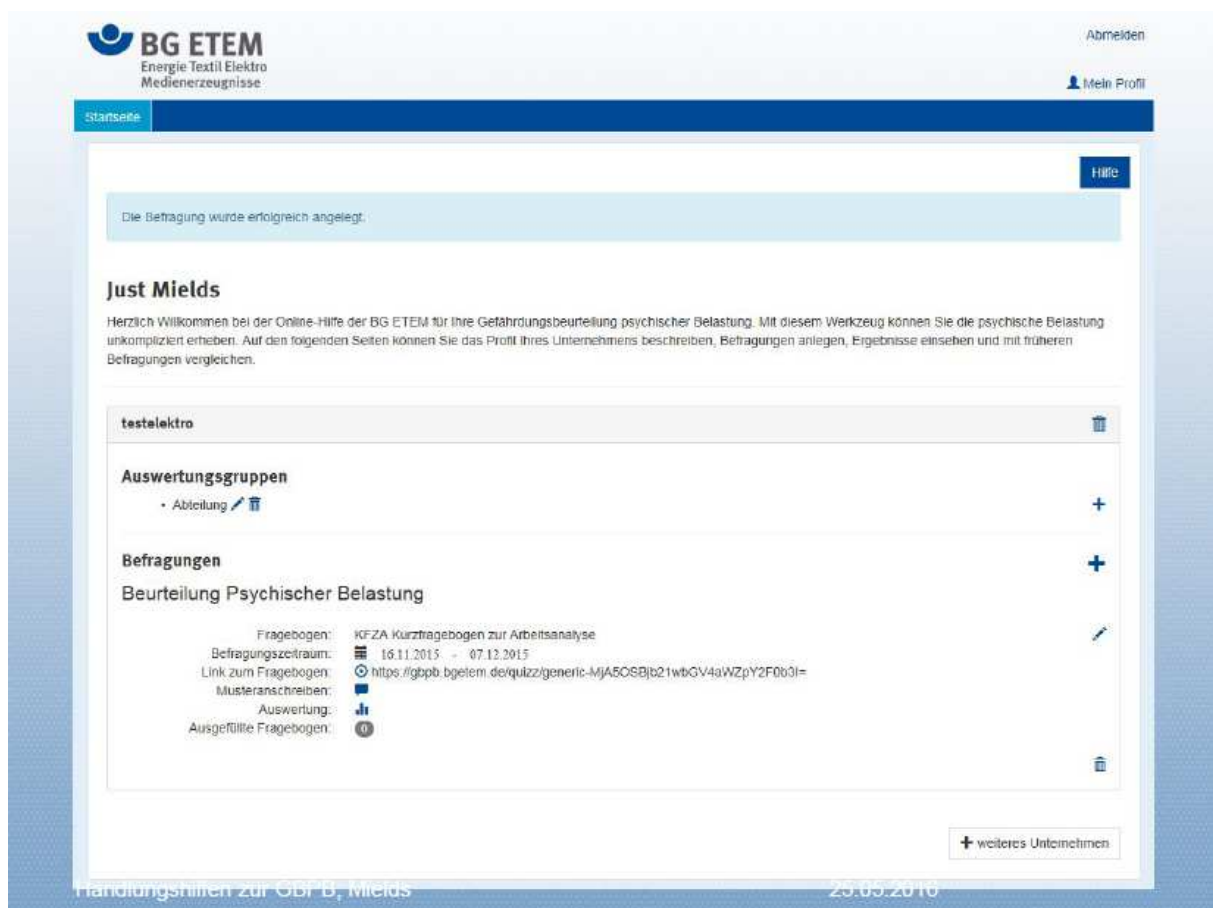 BG ETEM
Energie Textil Elektro
Medienerzeugnisse
Abmelden
Mein Profil
Startseite
Hilfe
Die Befragung wurde erfolgreich angelegt.
Just Mields
Herzlich Willkommen bei der Online-Hilfe der BG ETEM für Ihre Gefährdungsbeurteilung psychischer Belastung. Mit diesem Werkzeug können Sie die psychische Belastung
unkompliziert erheben. Auf den folgenden Seiten können Sie das Profil Ihres Unternehmens beschreiben, Befragungen anlegen, Ergebnisse einsehen und mit früheren
Befragungen vergleichen.
testelektro
Auswertungsgruppen
• Abteilung
Befragungen
Beurteilung Psychischer Belastung
Fragebogen: KFZA Kurzfragebogen zur Arbeitsanalyse
Befragungszeitraum: 16.11.2015 - 07.12.2015
Link zum Fragebogen: https://gbpb.bgetem.de/quizz/generic-MjA5OSBjb21wbGV4aWZpY2F0b3I=
Musteranschreiben:
Auswertung:
Ausgefüllte Fragebogen: 0
+ weiteres Unternehmen
Handlungshilfen zur GBPB, Mields 25.05.2016